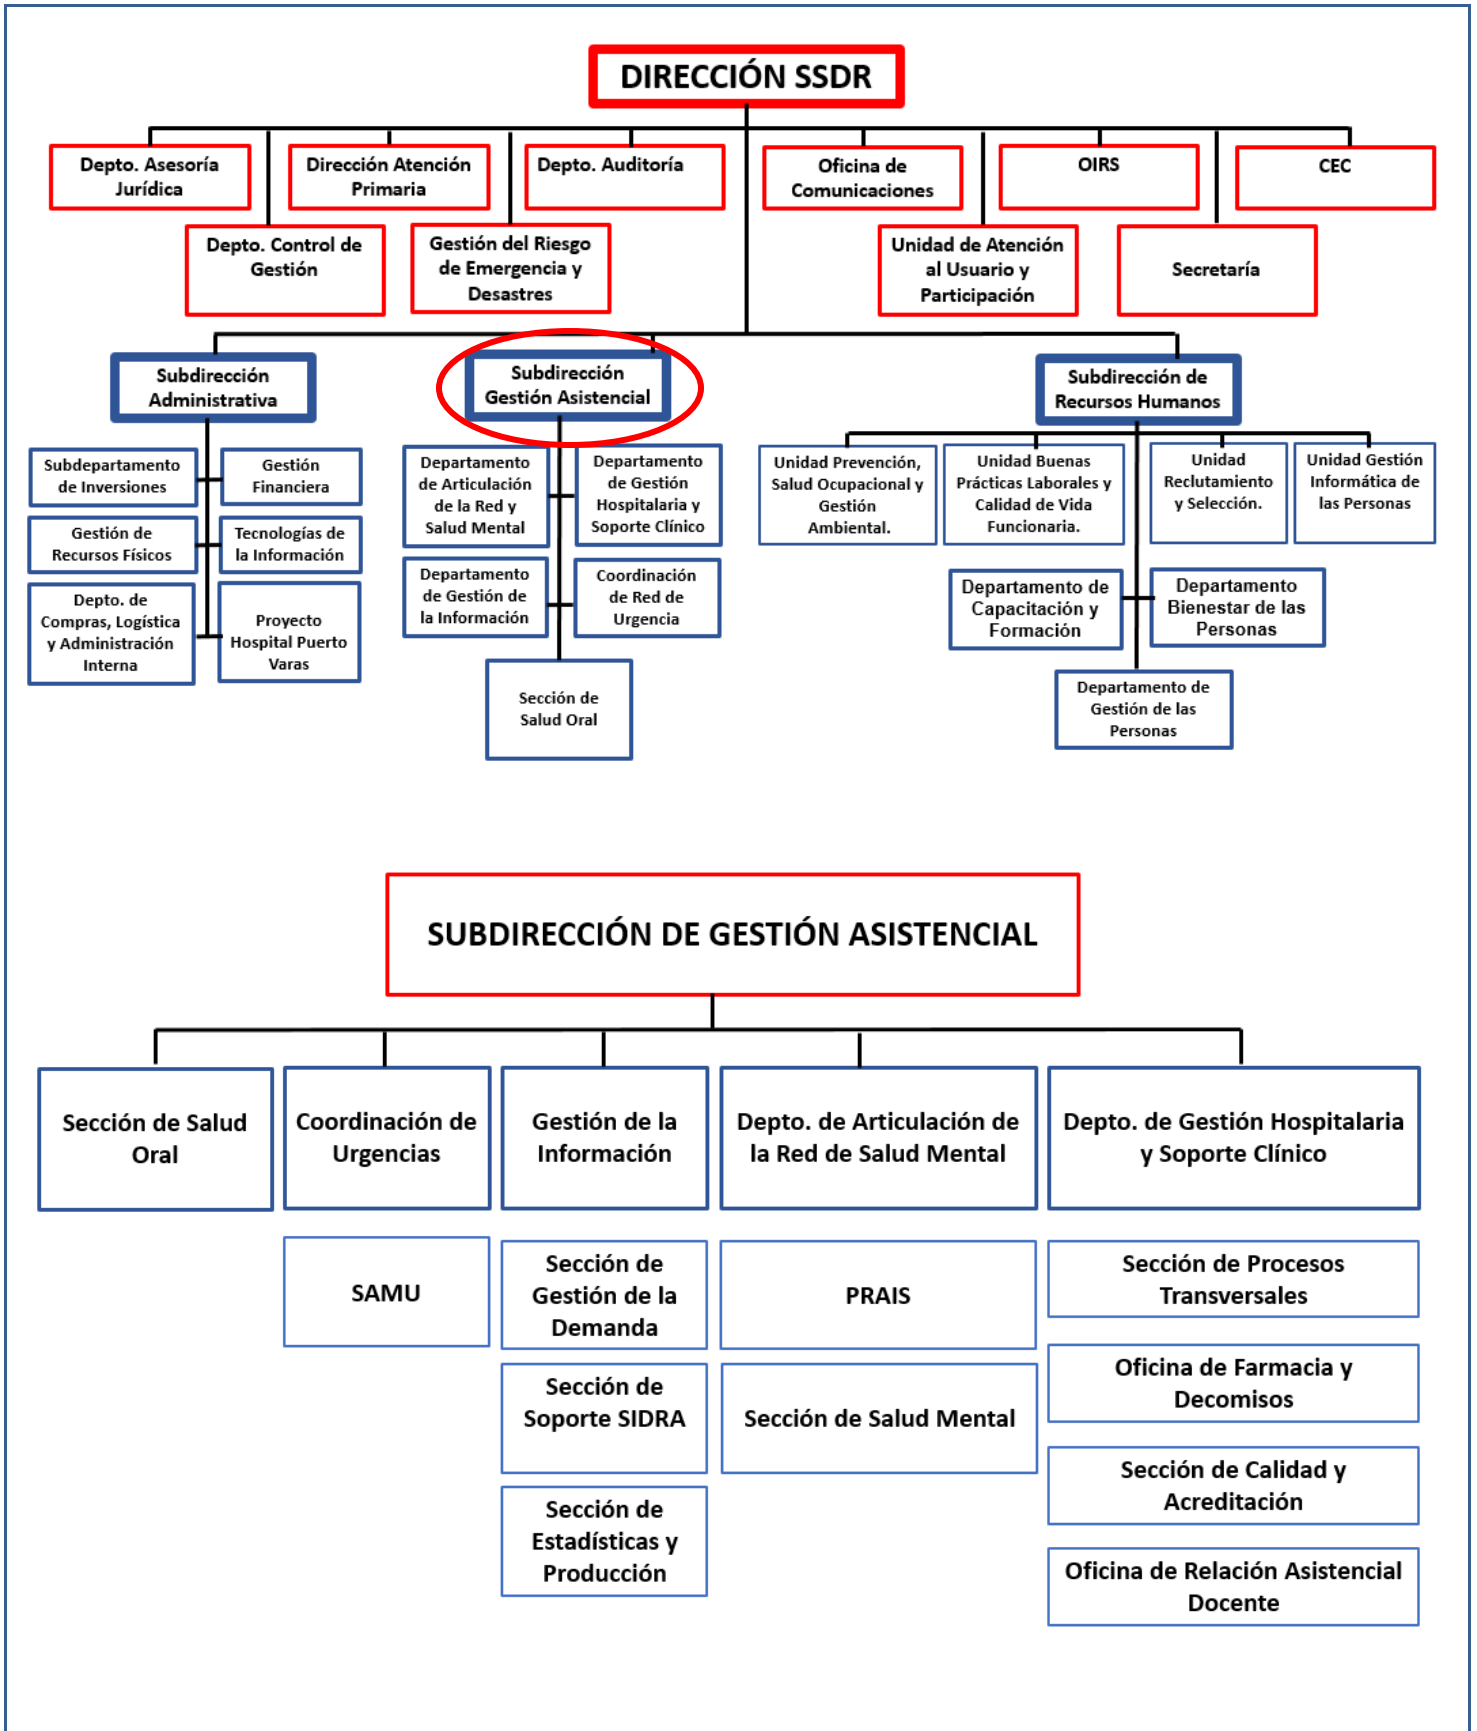 DIRECCIÓN SSDR
Depto. Asesoría
Jurídica
Dirección Atención
Primaria
Depto. Auditoría
Oficina de
Comunicaciones
OIRS
CEC
Depto. Control de
Gestión
Gestión del Riesgo
de Emergencia y
Desastres
Unidad de Atención
al Usuario y
Participación
Secretaría
Subdirección
Administrativa
Subdirección
Gestión Asistencial
Subdirección de
Recursos Humanos
Subdepartamento
de Inversiones
Gestión
Financiera
Gestión de
Recursos Físicos
Tecnologías de
la Información
Depto. de
Compras, Logística
y Administración
Interna
Proyecto
Hospital Puerto
Varas
Departamento
de Articulación
de la Red y
Salud Mental
Departamento
de Gestión
Hospitalaria y
Soporte Clínico
Departamento
de Gestión de
la Información
Coordinación
de Red de
Urgencia
Sección de
Salud Oral
Unidad Prevención,
Salud Ocupacional y
Gestión
Ambiental.
Unidad Buenas
Prácticas Laborales y
Calidad de Vida
Funcionaria.
Unidad
Reclutamiento
y Selección.
Unidad Gestión
Informática de
las Personas
Departamento de
Capacitación y
Formación
Departamento
Bienestar de las
Personas
Departamento de
Gestión de las
Personas
SUBDIRECCIÓN DE GESTIÓN ASISTENCIAL
Sección de Salud
Oral
Coordinación de
Urgencias
Gestión de la
Información
Depto. de Articulación de
la Red de Salud Mental
Depto. de Gestión Hospitalaria
y Soporte Clínico
SAMU
Sección de
Gestión de la
Demanda
Sección de
Soporte SIDRA
Sección de
Estadísticas y
Producción
PRAIS
Sección de Salud Mental
Sección de Procesos
Transversales
Oficina de Farmacia y
Decomisos
Sección de Calidad y
Acreditación
Oficina de Relación Asistencial
Docente